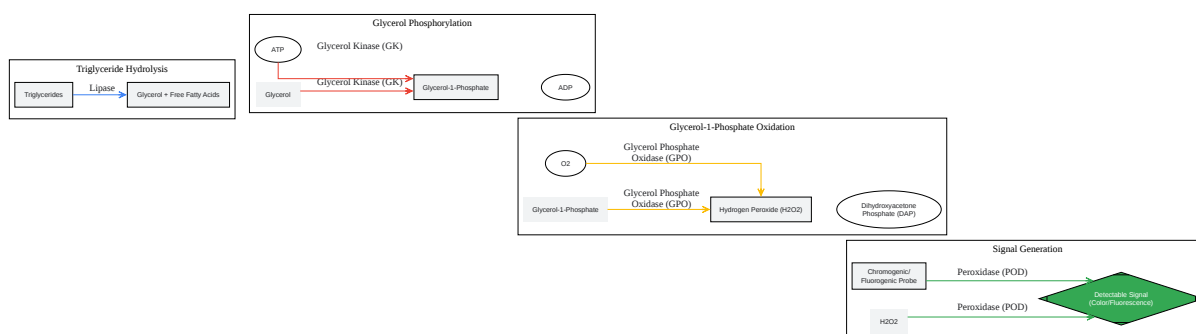 Glycerol Phosphorylation
ATP
Glycerol Kinase (GK)
Triglyceride Hydrolysis
Glycerol Kinase (GK)
Glycerol-1-Phosphate
ADP
Triglycerides
Lipase
Glycerol + Free Fatty Acids
Glycerol
Glycerol-1-Phosphate Oxidation
O2
Glycerol Phosphate
Oxidase (GPO)
Glycerol-1-Phosphate
Glycerol Phosphate
Oxidase (GPO)
Hydrogen Peroxide (H2O2)
Dihydroxyacetone
Phosphate (DAP)
Signal Generation
Chromogenic/
Fluorogenic Probe
Peroxidase (POD)
Detectable Signal
(Color/Fluorescence)
H2O2
Peroxidase (POD)